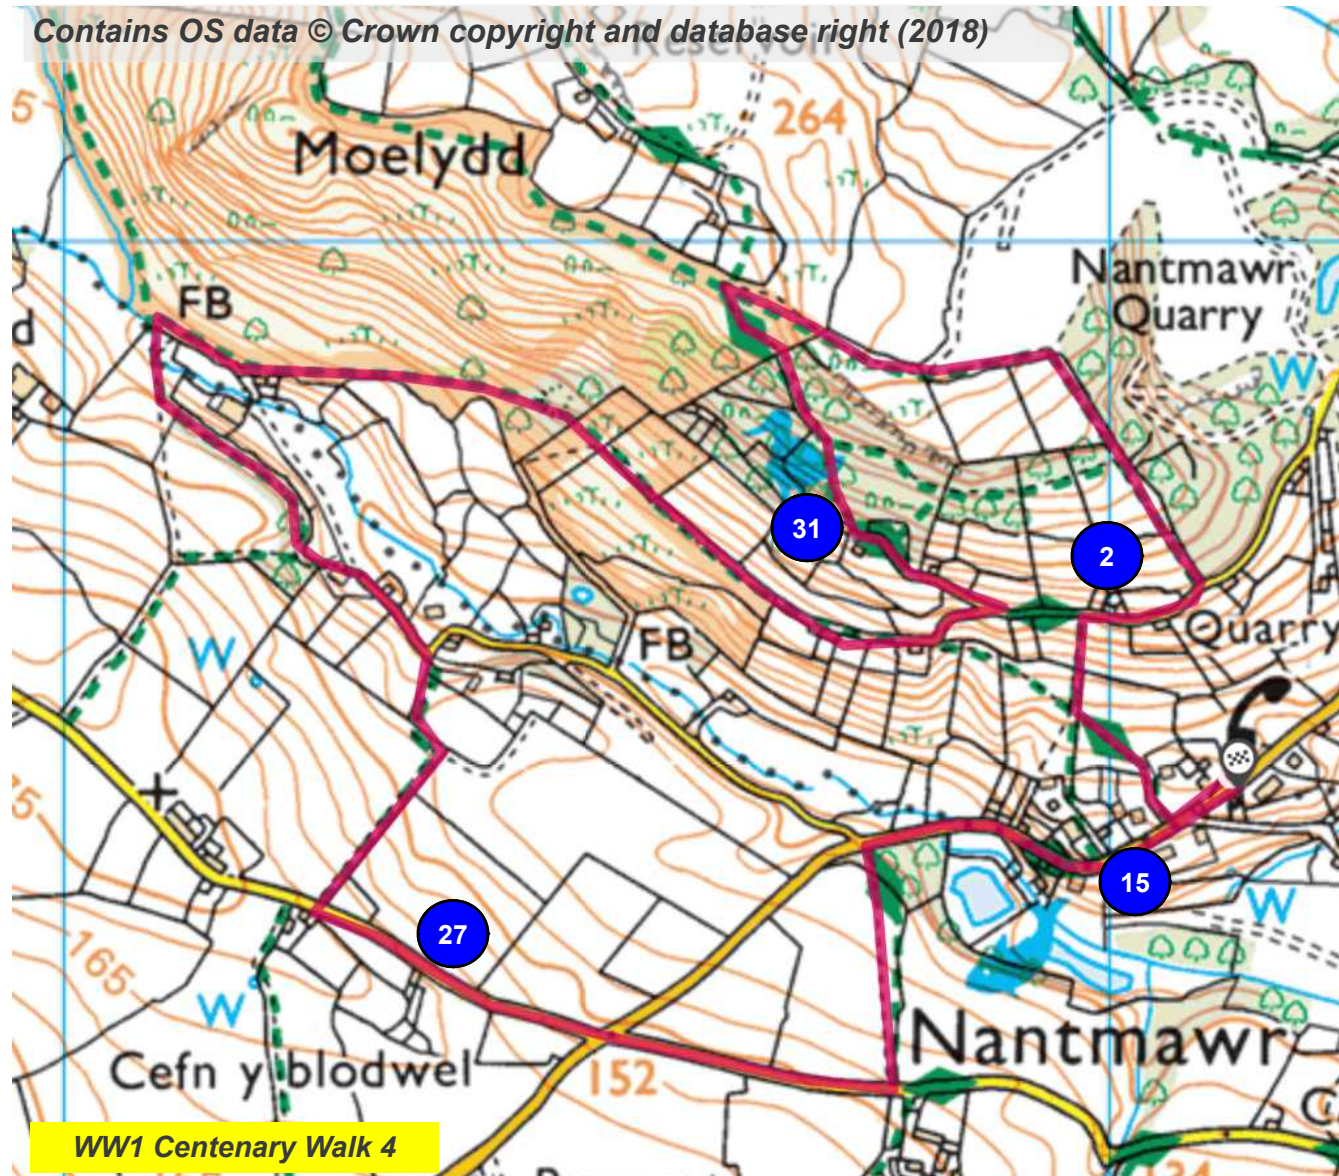 Contains OS data © Crown copyright and database right (2018)
Reservoir
264
Moelydd
Nantmawr
Quarry
FB
d
W
31
2
Quarry
FB
W
15
W
27
165
W
Nantmawr
Cefn y blodwel
152
WW1 Centenary Walk 4